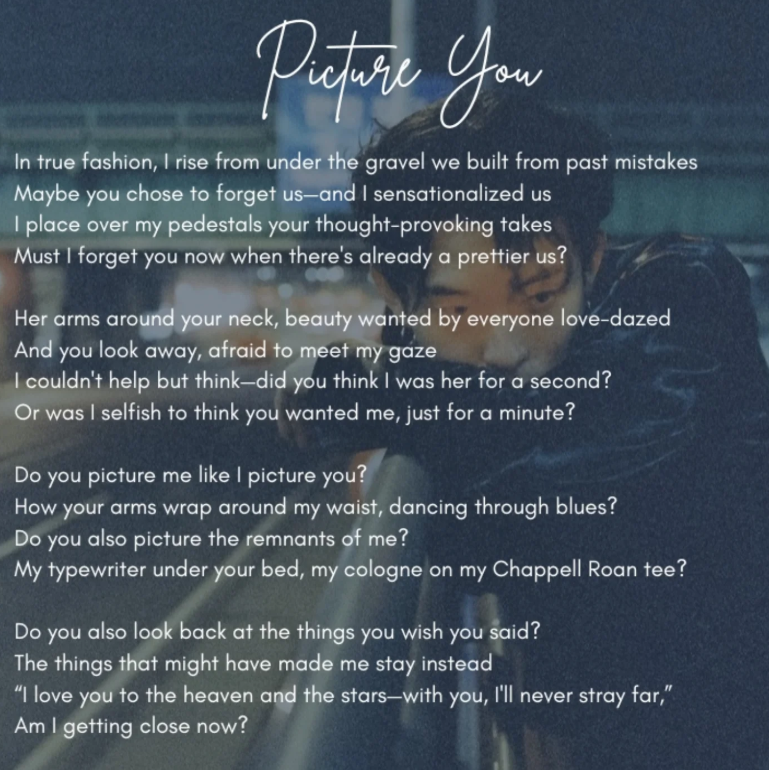 Picture You
In true fashion, I rise from under the gravel we built from past mistakes
Maybe you chose to forget us—and I sensationalized us
I place over my pedestals your thought-provoking takes
Must I forget you now when there's already a prettier us?
Her arms around your neck, beauty wanted by everyone love-dazed
And you look away, afraid to meet my gaze
I couldn't help but think—did you think I was her for a second?
Or was I selfish to think you wanted me, just for a minute?
Do you picture me like I picture you?
How your arms wrap around my waist, dancing through blues?
Do you also picture the remnants of me?
My typewriter under your bed, my cologne on my Chappell Roan tee?
Do you also look back at the things you wish you said?
The things that might have made me stay instead
“I love you to the heaven and the stars—with you, I'll never stray far,”
Am I getting close now?